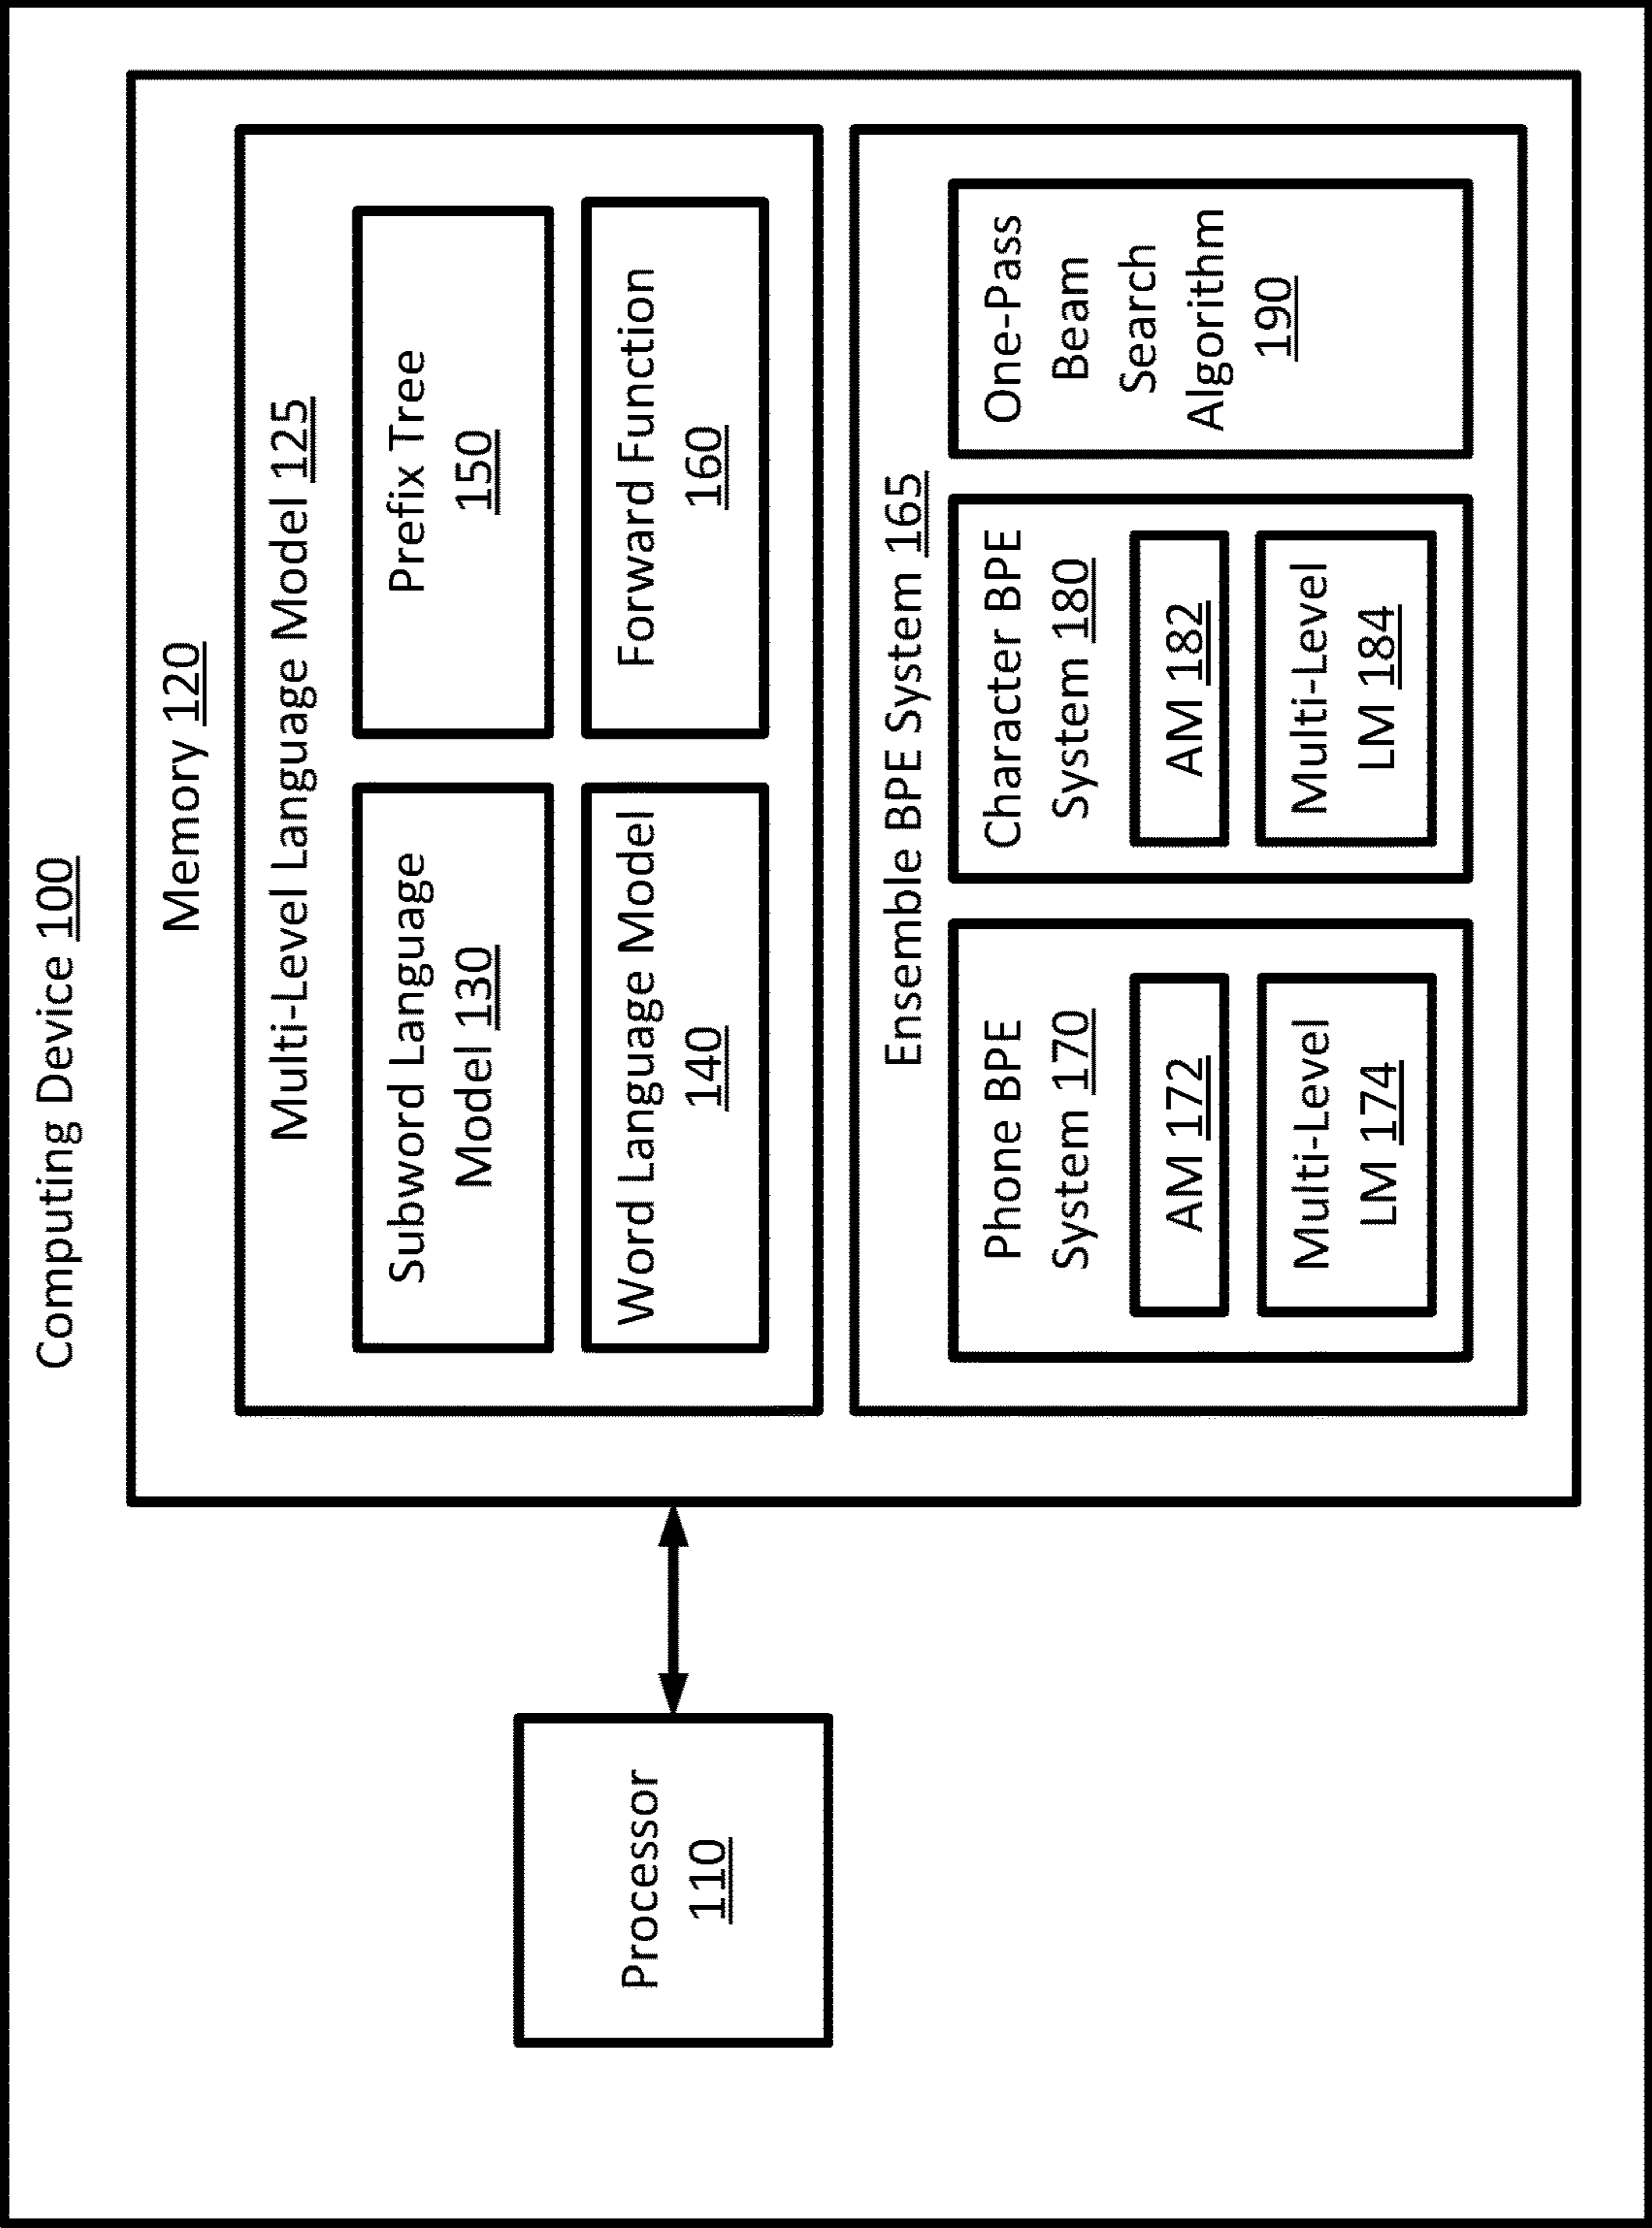 Computing Device 100
Processor
110
Memory 120
Multi-Level Language Model 125
Subword Language
Model 130
Prefix Tree
150
Word Language Model
140
Forward Function
160
Ensemble BPE System 165
Phone BPE
System 170
AM 172
Multi-Level
LM 174
Character BPE
System 180
AM 182
Multi-Level
LM 184
One-Pass
Beam
Search
Algorithm
190